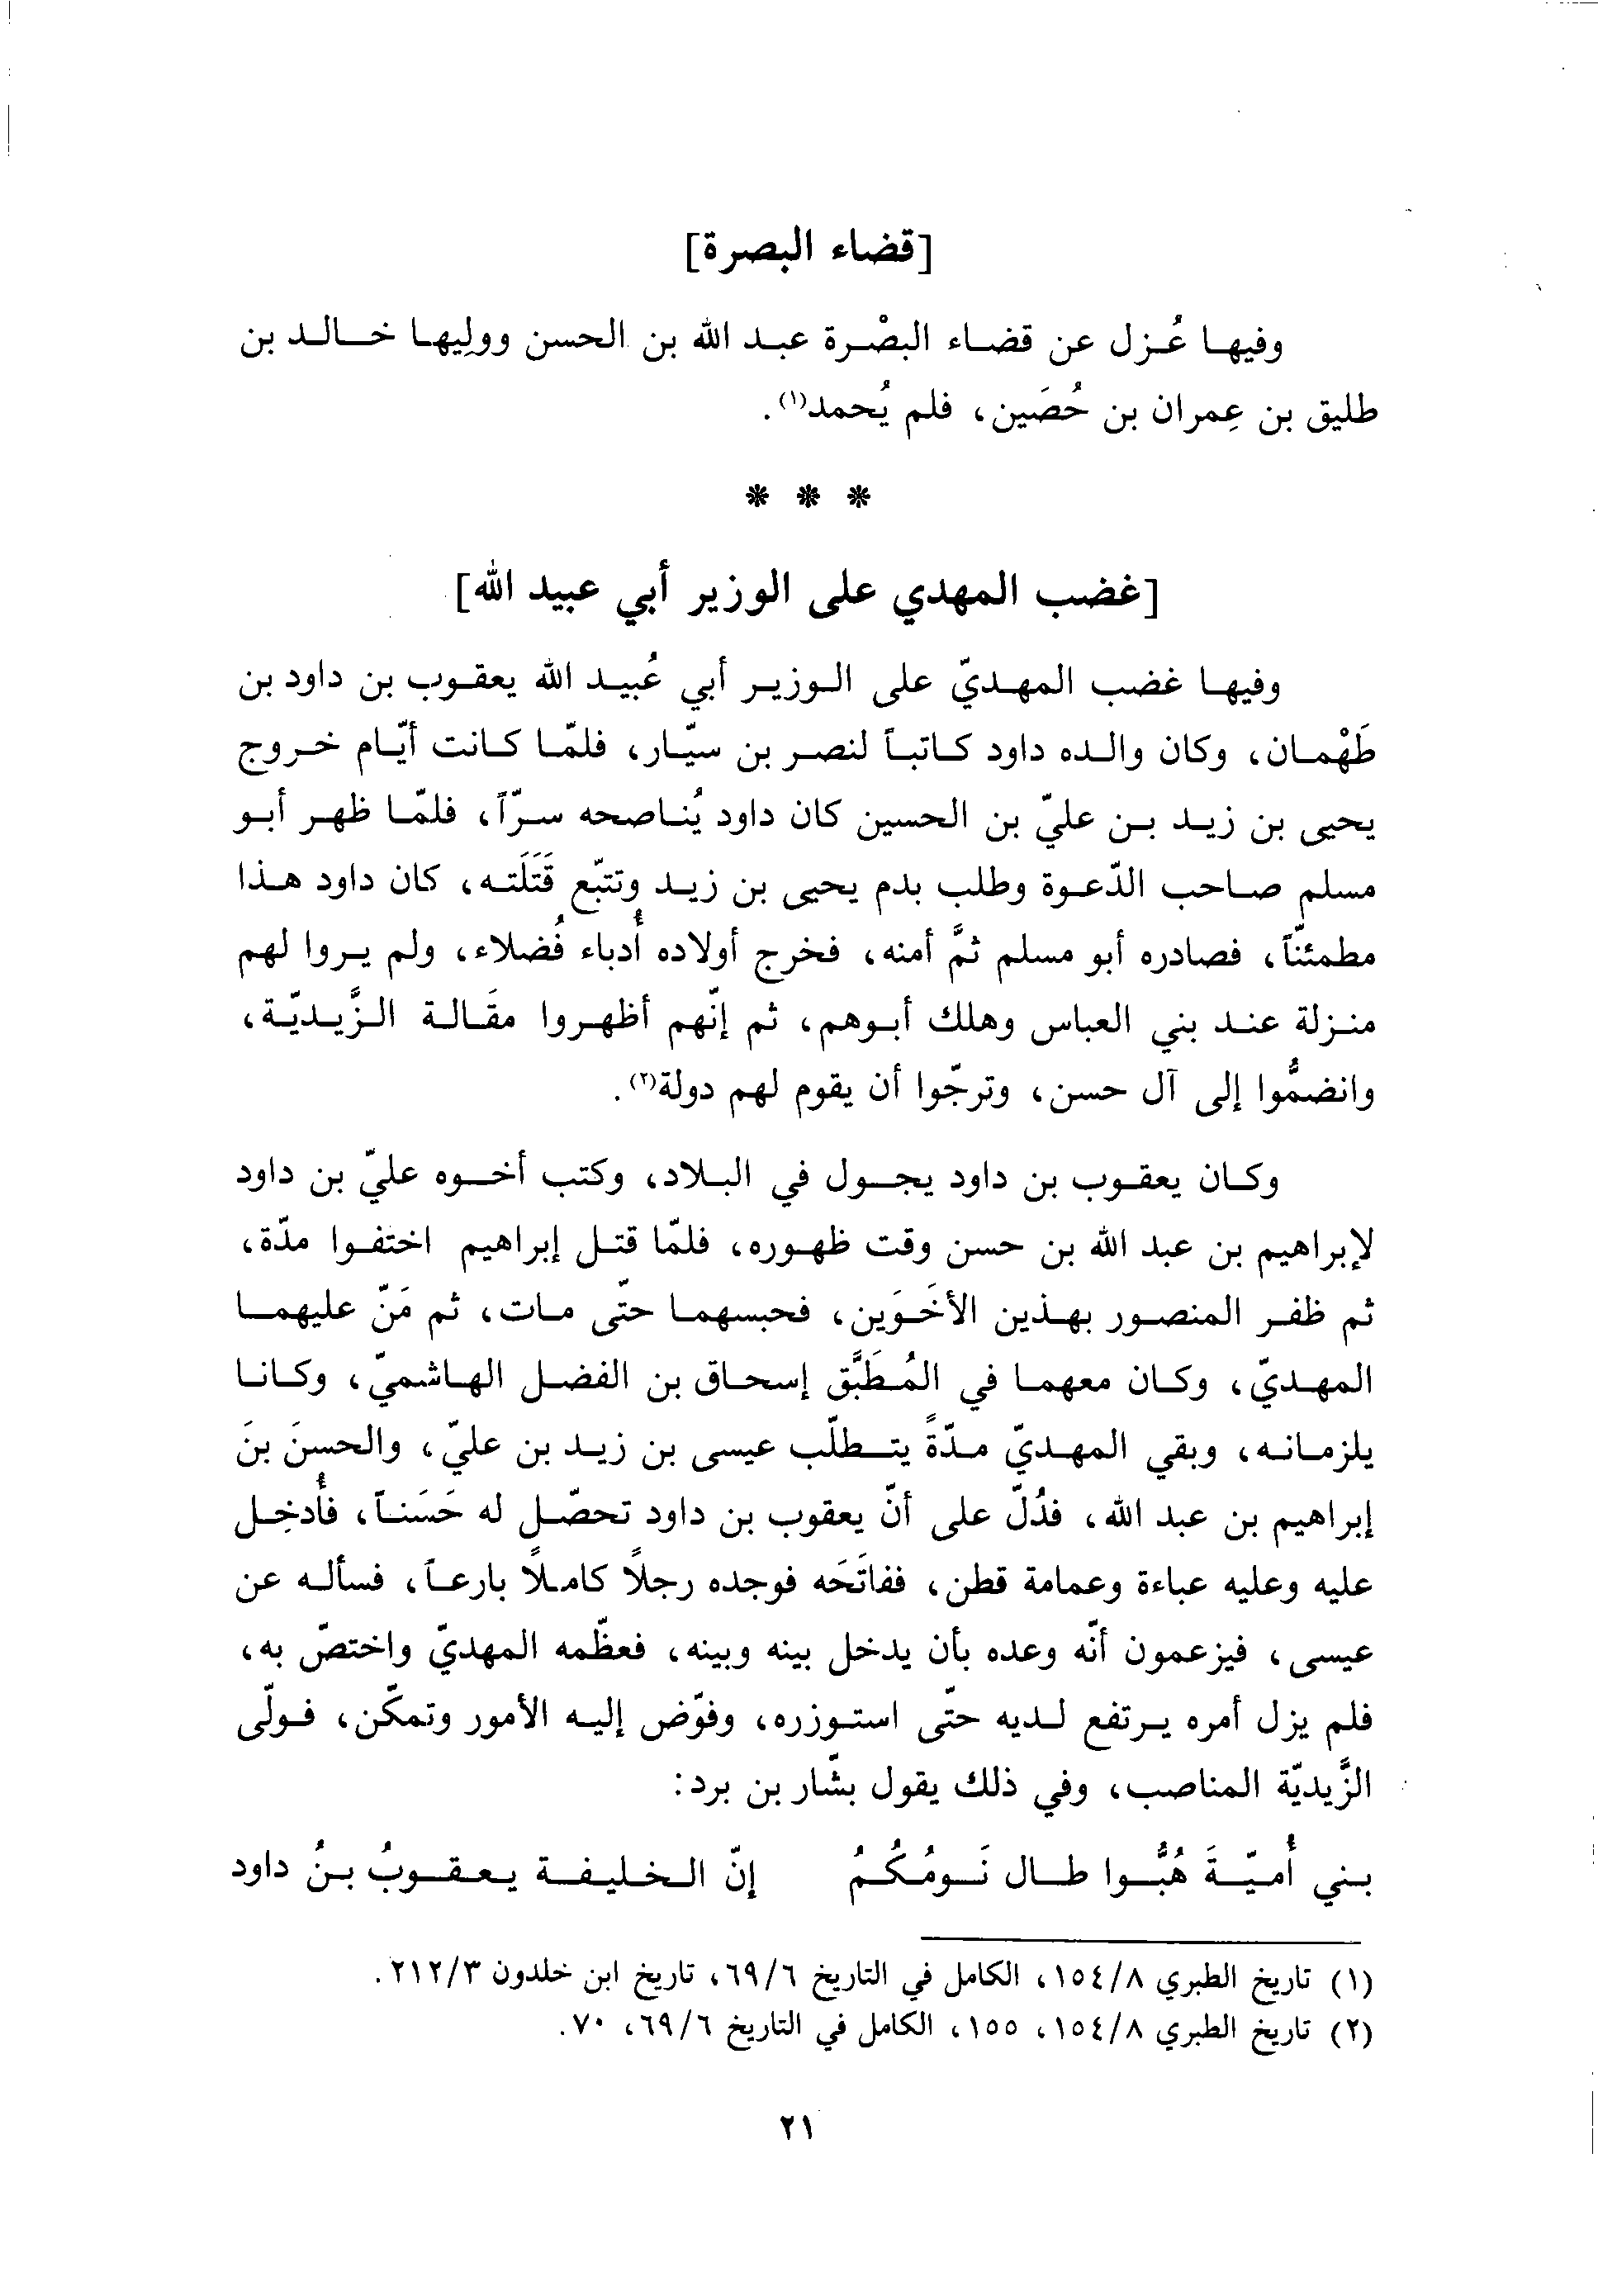 [قضاء البصرة]
وفيها عُزل عن قضاء البصْرة عبد الله بن الحسن ووليها خالد بن
طليق بن عِمران بن حُصَين، فلم يُحمد(١).
* * *
[غضب المهدي على الوزير أبي عبيد الله]
وفيها غضب المهديّ على الوزير أبي عُبيد الله يعقوب بن داود بن
طَهْمان، وكان والده داود كاتباً لنصر بن سيّار، فلمّا كانت أيّام خروج
يحيى بن زيد بن عليّ بن الحسين كان داود يُناصحه سرّاً، فلمّا ظهر أبو
مسلم صاحب الدّعوة وطلب بدم يحيى بن زيد وتتبّع قَتَلَته، كان داود هذا
مطمئنّاً، فصادره أبو مسلم ثمَّ أمنه، فخرج أولاده أُدباء فُضلاء، ولم يروا لهم
منزلة عند بني العباس وهلك أبوهم، ثم إنّهم أظهروا مقَالة الزَّيديّة،
وانضمُّوا إلى آل حسن، وترجّوا أن يقوم لهم دولة(٢).
وكان يعقوب بن داود يجول في البلاد، وكتب أخوه عليّ بن داود
لإبراهيم بن عبد الله بن حسن وقت ظهوره، فلمّا قتل إبراهيم اختفوا مدّة،
ثم ظفر المنصور بهذين الأخَوَين، فحبسهما حتّى مات، ثم مَنّ عليهما
المهديّ، وكان معهما في المُطَبَّق إسحاق بن الفضل الهاشميّ، وكانا
يلزمانه، وبقي المهديّ مدّةً يتطلّب عيسى بن زيد بن عليّ، والحسنَ بنَ
إبراهيم بن عبد الله، فدُلّ على أنّ يعقوب بن داود تحصّل له حَسَناً، فأُدخِل
عليه وعليه عباءة وعمامة قطن، ففاتَحَه فوجده رجلًا كاملًا بارعاً، فسأله عن
عيسى، فيزعمون أنّه وعده بأن يدخل بينه وبينه، فعظّمه المهديّ واختصّ به،
فلم يزل أمره يرتفع لديه حتّى استوزره، وفوّض إليه الأمور وتمكّن، فولّى
الزَّيديّة المناصب، وفي ذلك يقول بشّار بن برد:
بني أُميّةَ هُبُّوا طال نَومُكُمُ إنّ الخليفة يعقوبُ بنُ داود
(١) تاريخ الطبري ١٥٤/٨، الكامل في التاريخ ٦٩/٦، تاريخ ابن خلدون ٢١٢/٣.
(٢) تاريخ الطبري ١٥٤/٨، ١٥٥، الكامل في التاريخ ٦٩/٦، ٧٠.
٢١